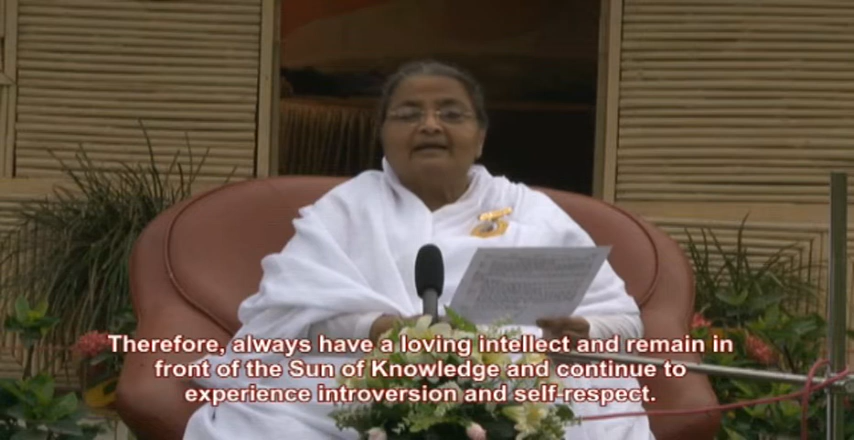 Therefore, always have a loving intellect and remain in
front of the Sun of Knowledge and continue to
experience introversion and self-respect.